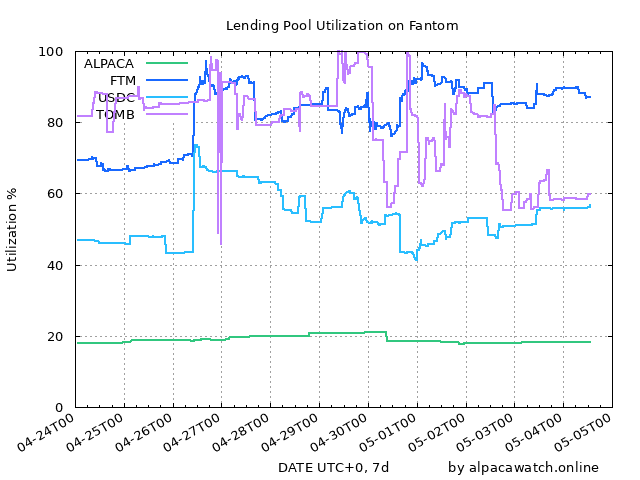 Lending Pool Utilization on Fantom
Utilization %
100
80
60
40
20
0
ALPACA
FTM
USDC
TOMB
04-24T00
04-25T00
04-26T00
04-27T00
04-28T00
04-29T00
04-30T00
05-01T00
05-02T00
05-03T00
05-04T00
05-05T00
DATE UTC+0, 7d
by alpacawatch.online